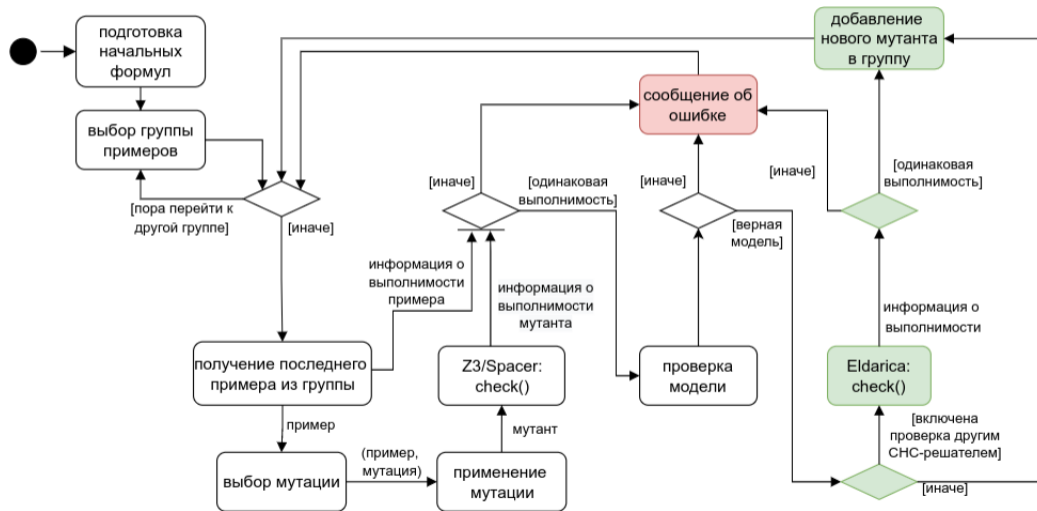 подготовка
начальных
формул
добавление
нового мутанта
в группу
сообщение об
ошибке
выбор группы
примеров
[пора перейти к
другой группе]
[иначе]
[иначе]
[одинаковая
выполнимость]
[иначе]
[верная
модель]
[иначе]
[одинаковая
выполнимость]
информация о
выполнимости
примера
информация о
выполнимости
мутанта
информация о
выполнимости
получение последнего
примера из группы
Z3/Spacer:
check()
проверка
модели
Eldarica:
check()
пример
мутант
[включена
проверка другим
CHC-решателем]
выбор мутации
(пример,
мутация)
применение
мутации
[иначе]